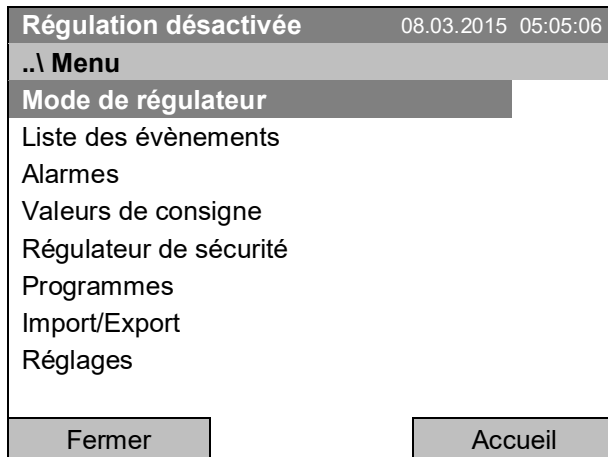 Régulation désactivée 08.03.2015 05:05:06
..\ Menu
Mode de régulateur
Liste des évènements
Alarmes
Valeurs de consigne
Régulateur de sécurité
Programmes
Import/Export
Réglages
Fermer Accueil